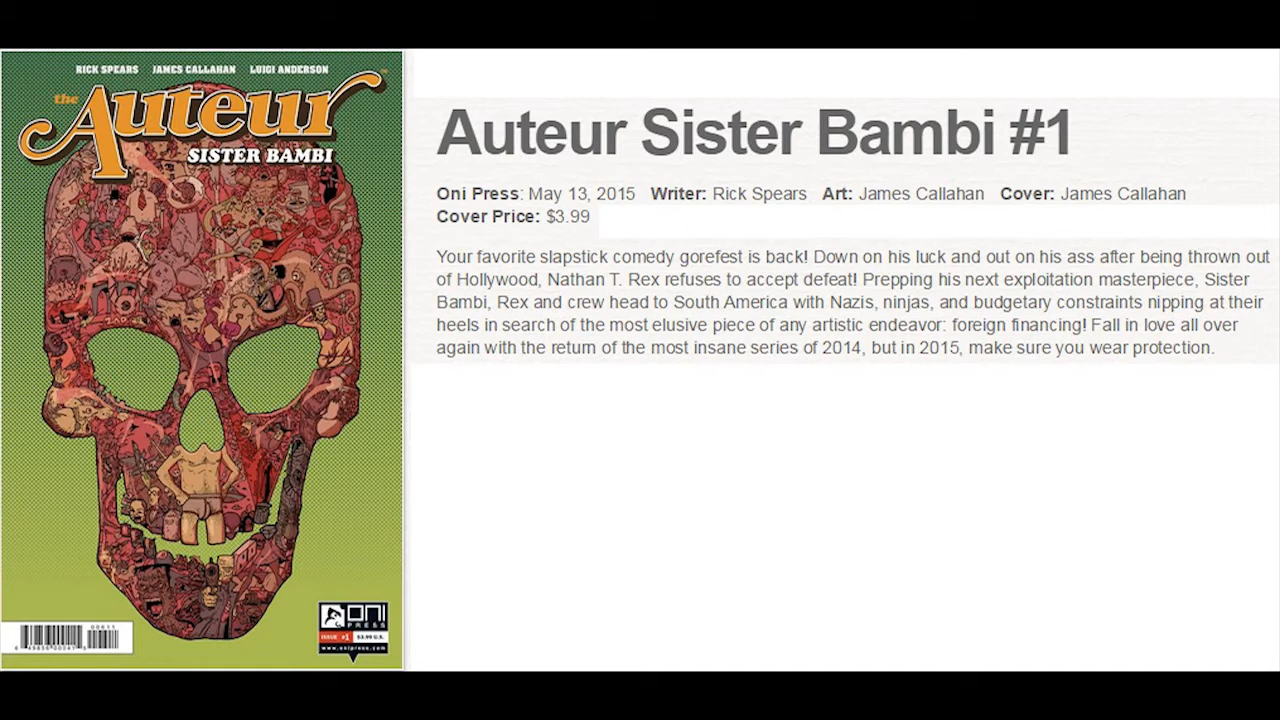 RICK SPEARS JAMES CALLAHAN LUIGI ANDERSON
the Auteur
SISTER BAMBI
ONI
PRESS
ISSUE #1 $3.99 U.S.
www.onipress.com
00611
Auteur Sister Bambi #1
Oni Press: May 13, 2015 Writer: Rick Spears Art: James Callahan Cover: James Callahan
Cover Price: $3.99
Your favorite slapstick comedy gorefest is back! Down on his luck and out on his ass after being thrown out
of Hollywood, Nathan T. Rex refuses to accept defeat! Prepping his next exploitation masterpiece, Sister
Bambi, Rex and crew head to South America with Nazis, ninjas, and budgetary constraints nipping at their
heels in search of the most elusive piece of any artistic endeavor: foreign financing! Fall in love all over
again with the return of the most insane series of 2014, but in 2015, make sure you wear protection.